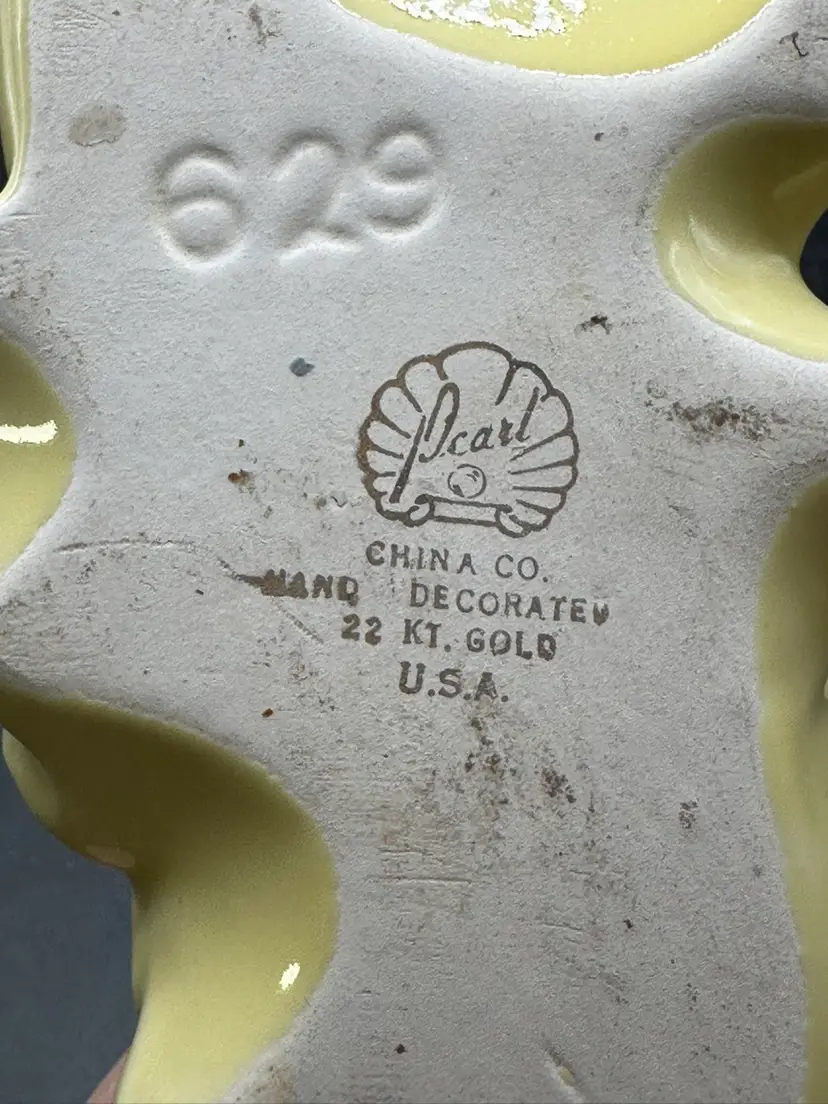 629
Pearl
CHINA CO.
HAND DECORATED
22 KT. GOLD
U.S.A.